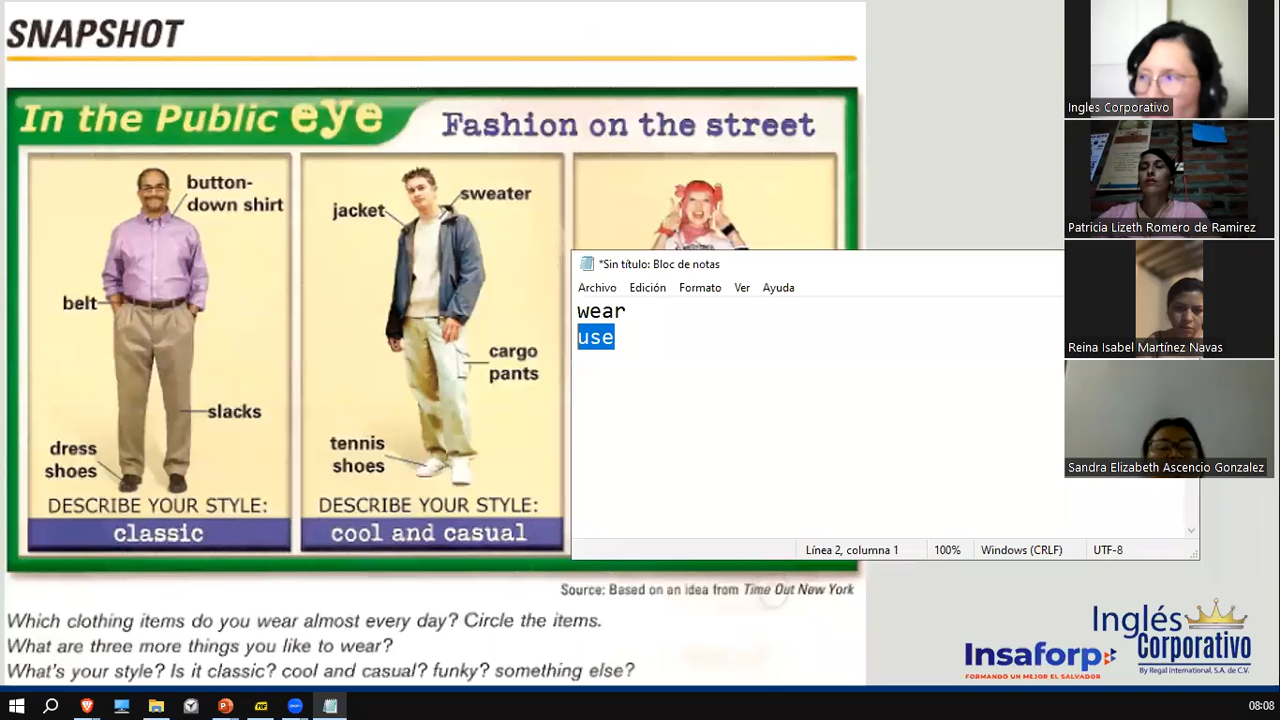 SNAPSHOT
In the Public eye
Fashion on the street
button-
down shirt
belt
slacks
dress
shoes
DESCRIBE YOUR STYLE:
classic
jacket
sweater
cargo
pants
tennis
shoes
DESCRIBE YOUR STYLE:
cool and casual
*Sin título: Bloc de notas
Archivo Edición Formato Ver Ayuda
wear
use
Línea 2, columna 1 100% Windows (CRLF) UTF-8
Source: Based on an idea from Time Out New York
Which clothing items do you wear almost every day? Circle the items.
What are three more things you like to wear?
What's your style? Is it classic? cool and casual? funky? something else?
Ingles Corporativo
Patricia Lizeth Romero de Ramirez
Reina Isabel Martínez Navas
Sandra Elizabeth Ascencio Gonzalez
Insaforp
FORMANDO UN MEJOR EL SALVADOR
Inglés
Corporativo
By Regal International, S.A. de C.V.
08:08